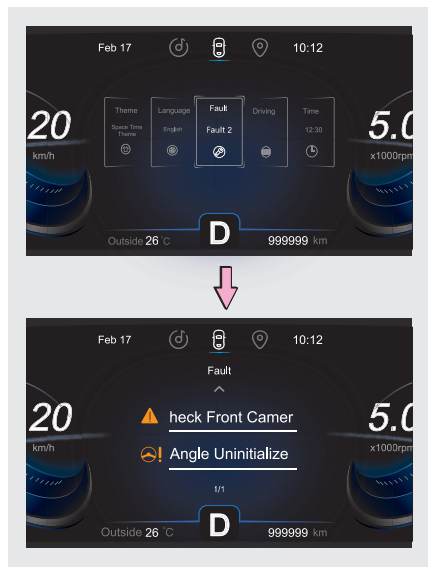 Feb 17
10:12
Theme
Language
Fault
Driving
Time
Space Time
Theme
English
Fault 2
12:30
20
km/h
5.0
x1000rpm
Outside 26 °C
D
999999 km
Feb 17
10:12
Fault
heck Front Camer
Angle Uninitialize
1/1
20
km/h
5.0
x1000rpm
Outside 26 °C
D
999999 km